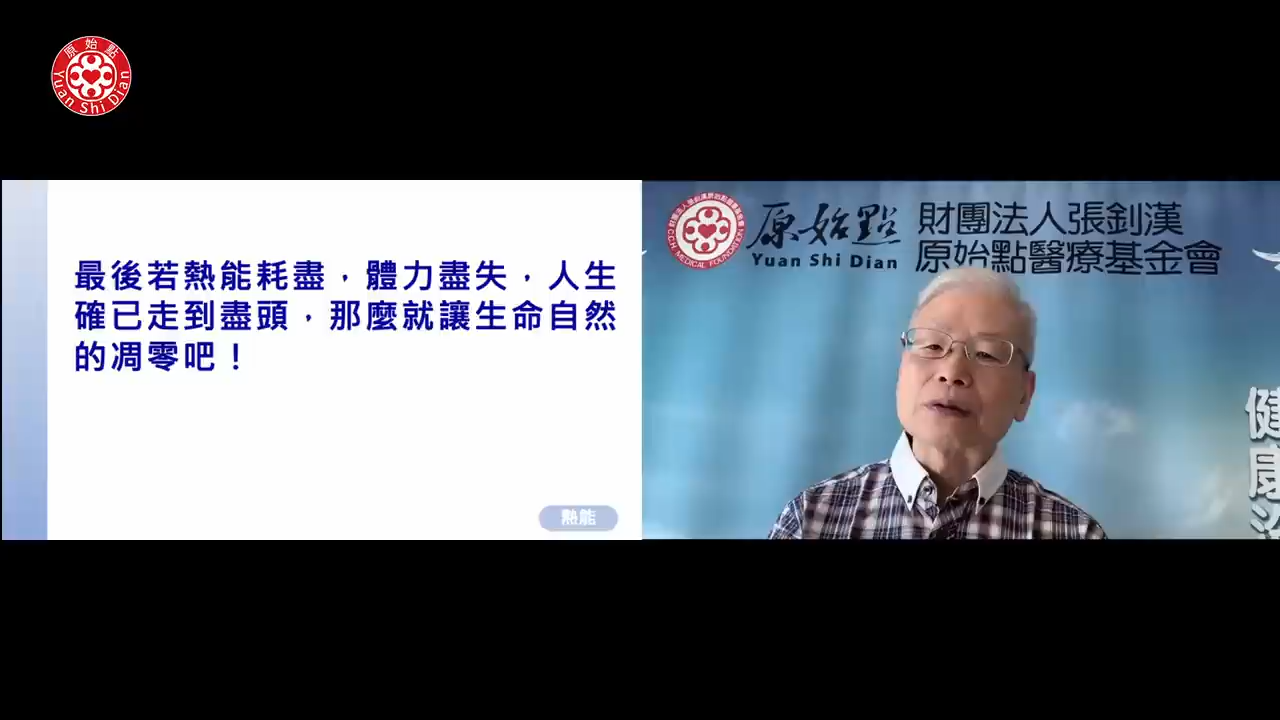 原始點
Yuan Shi Dian
最後若熱能耗盡，體力盡失，人生
確已走到盡頭，那麼就讓生命自然
的凋零吧！
熱能
原始點
Yuan Shi Dian
財團法人張釗漢
原始點醫療基金會
健康